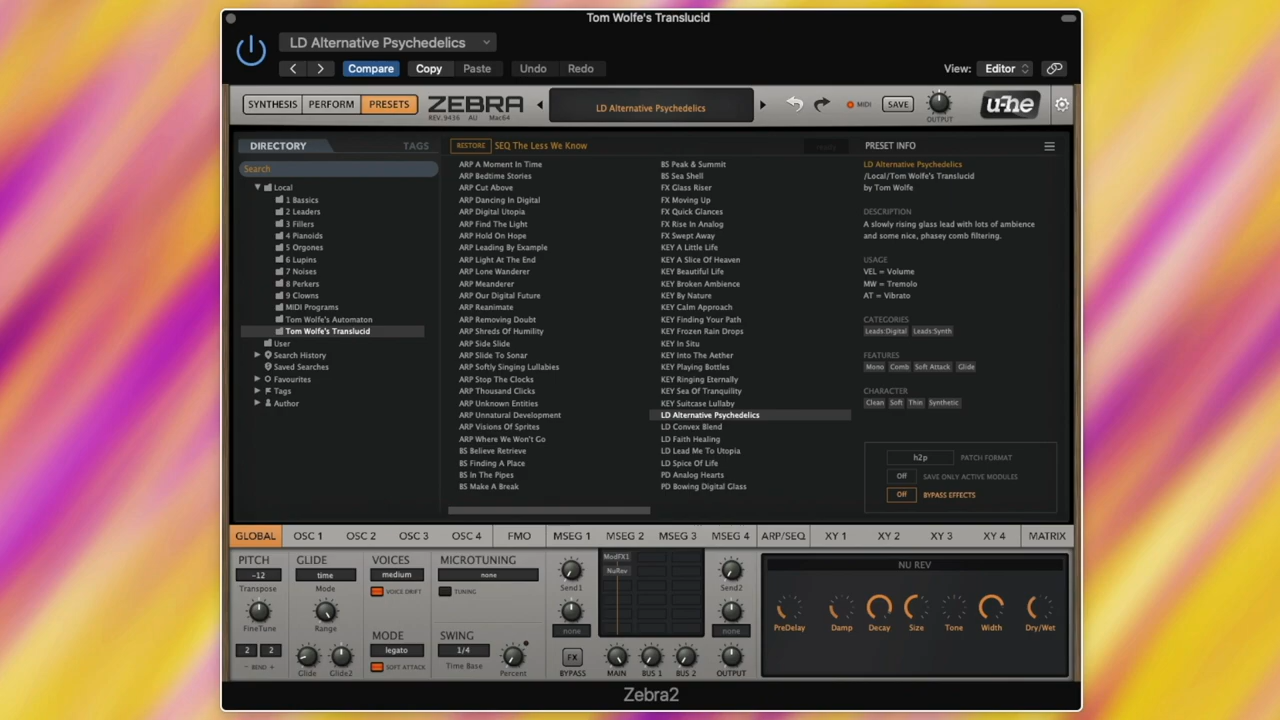 Tom Wolfe's Translucid
LD Alternative Psychedelics
Compare Copy Paste Undo Redo View: Editor
SYNTHESIS PERFORM PRESETS ZEBRA LD Alternative Psychedelics MIDI SAVE OUTPUT u-he
REV.9436 AU Mac64
DIRECTORY TAGS
Search
Local
1 Bassics
2 Leaders
3 Fillers
4 Pianoids
5 Orgones
6 Lupins
7 Noises
8 Perkers
9 Clowns
MIDI Programs
Tom Wolfe's Automaton
Tom Wolfe's Translucid
User
Search History
Saved Searches
Favourites
Tags
Author
RESTORE SEQ The Less We Know
ARP A Moment In Time
ARP Bedtime Stories
ARP Cut Above
ARP Dancing In Digital
ARP Digital Utopia
ARP Find The Light
ARP Hold On Hope
ARP Leading By Example
ARP Light At The End
ARP Lone Wanderer
ARP Meanderer
ARP Our Digital Future
ARP Reanimate
ARP Removing Doubt
ARP Shreds Of Humility
ARP Side Slide
ARP Slide To Sonar
ARP Softly Singing Lullabies
ARP Stop The Clocks
ARP Thousand Clicks
ARP Unknown Entities
ARP Unnatural Development
ARP Visions Of Sprites
ARP Where We Won't Go
BS Believe Retrieve
BS Finding A Place
BS In The Pipes
BS Make A Break
BS Peak & Summit
BS Sea Shell
FX Glass Riser
FX Moving Up
FX Quick Glances
FX Rise In Analog
FX Swept Away
KEY A Little Life
KEY A Slice Of Heaven
KEY Beautiful Life
KEY Broken Ambience
KEY By Nature
KEY Calm Approach
KEY Finding Your Path
KEY Frozen Rain Drops
KEY In Situ
KEY Into The Aether
KEY Playing Bottles
KEY Ringing Eternally
KEY Sea Of Tranquility
KEY Suitcase Lullaby
LD Alternative Psychedelics
LD Convex Blend
LD Faith Healing
LD Lead Me To Utopia
LD Spice Of Life
PD Analog Hearts
PD Bowing Digital Glass
PRESET INFO
LD Alternative Psychedelics
/Local/Tom Wolfe's Translucid
by Tom Wolfe
DESCRIPTION
A slowly rising glass lead with lots of ambience
and some nice, phasey comb filtering.
USAGE
VEL = Volume
MW = Tremolo
AT = Vibrato
CATEGORIES
Leads:Digital Leads:Synth
FEATURES
Mono Comb Soft Attack Glide
CHARACTER
Clean Soft Thin Synthetic
h2p PATCH FORMAT
Off SAVE ONLY ACTIVE MODULES
Off BYPASS EFFECTS
GLOBAL OSC 1 OSC 2 OSC 3 OSC 4 FMO MSEG 1 MSEG 2 MSEG 3 MSEG 4 ARP/SEQ XY 1 XY 2 XY 3 XY 4 MATRIX
PITCH
-12
Transpose
FineTune
2 2
- BEND +
GLIDE
time
Mode
Range
Glide Glide2
VOICES
medium
VOICE DRIFT
MODE
legato
SOFT ATTACK
MICROTUNING
none
TUNING
SWING
1/4
Time Base Percent
Send1
none
FX
BYPASS
ModFX1
NuRev
MAIN BUS 1 BUS 2
Send2
none
OUTPUT
NU REV
PreDelay Damp Decay Size Tone Width Dry/Wet
Zebra2